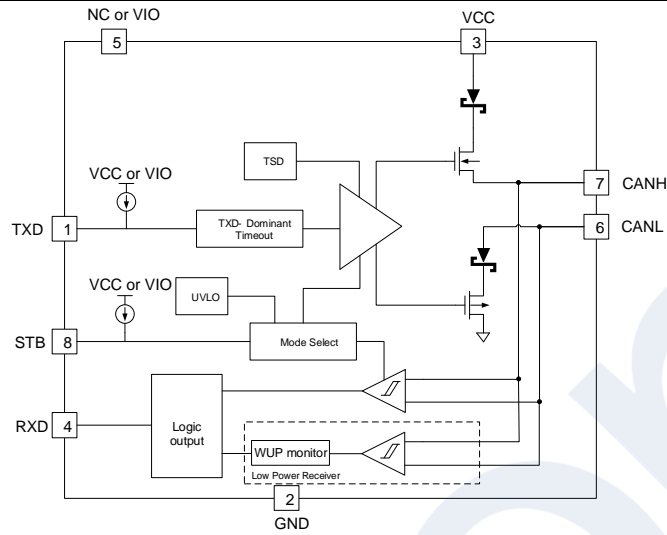 NC or VIO
VCC
5
3
TSD
VCC or VIO
7
CANH
TXD
1
TXD- Dominant
Timeout
6
CANL
VCC or VIO
UVLO
STB
8
Mode Select
RXD
4
Logic
output
WUP monitor
Low Power Receiver
2
GND